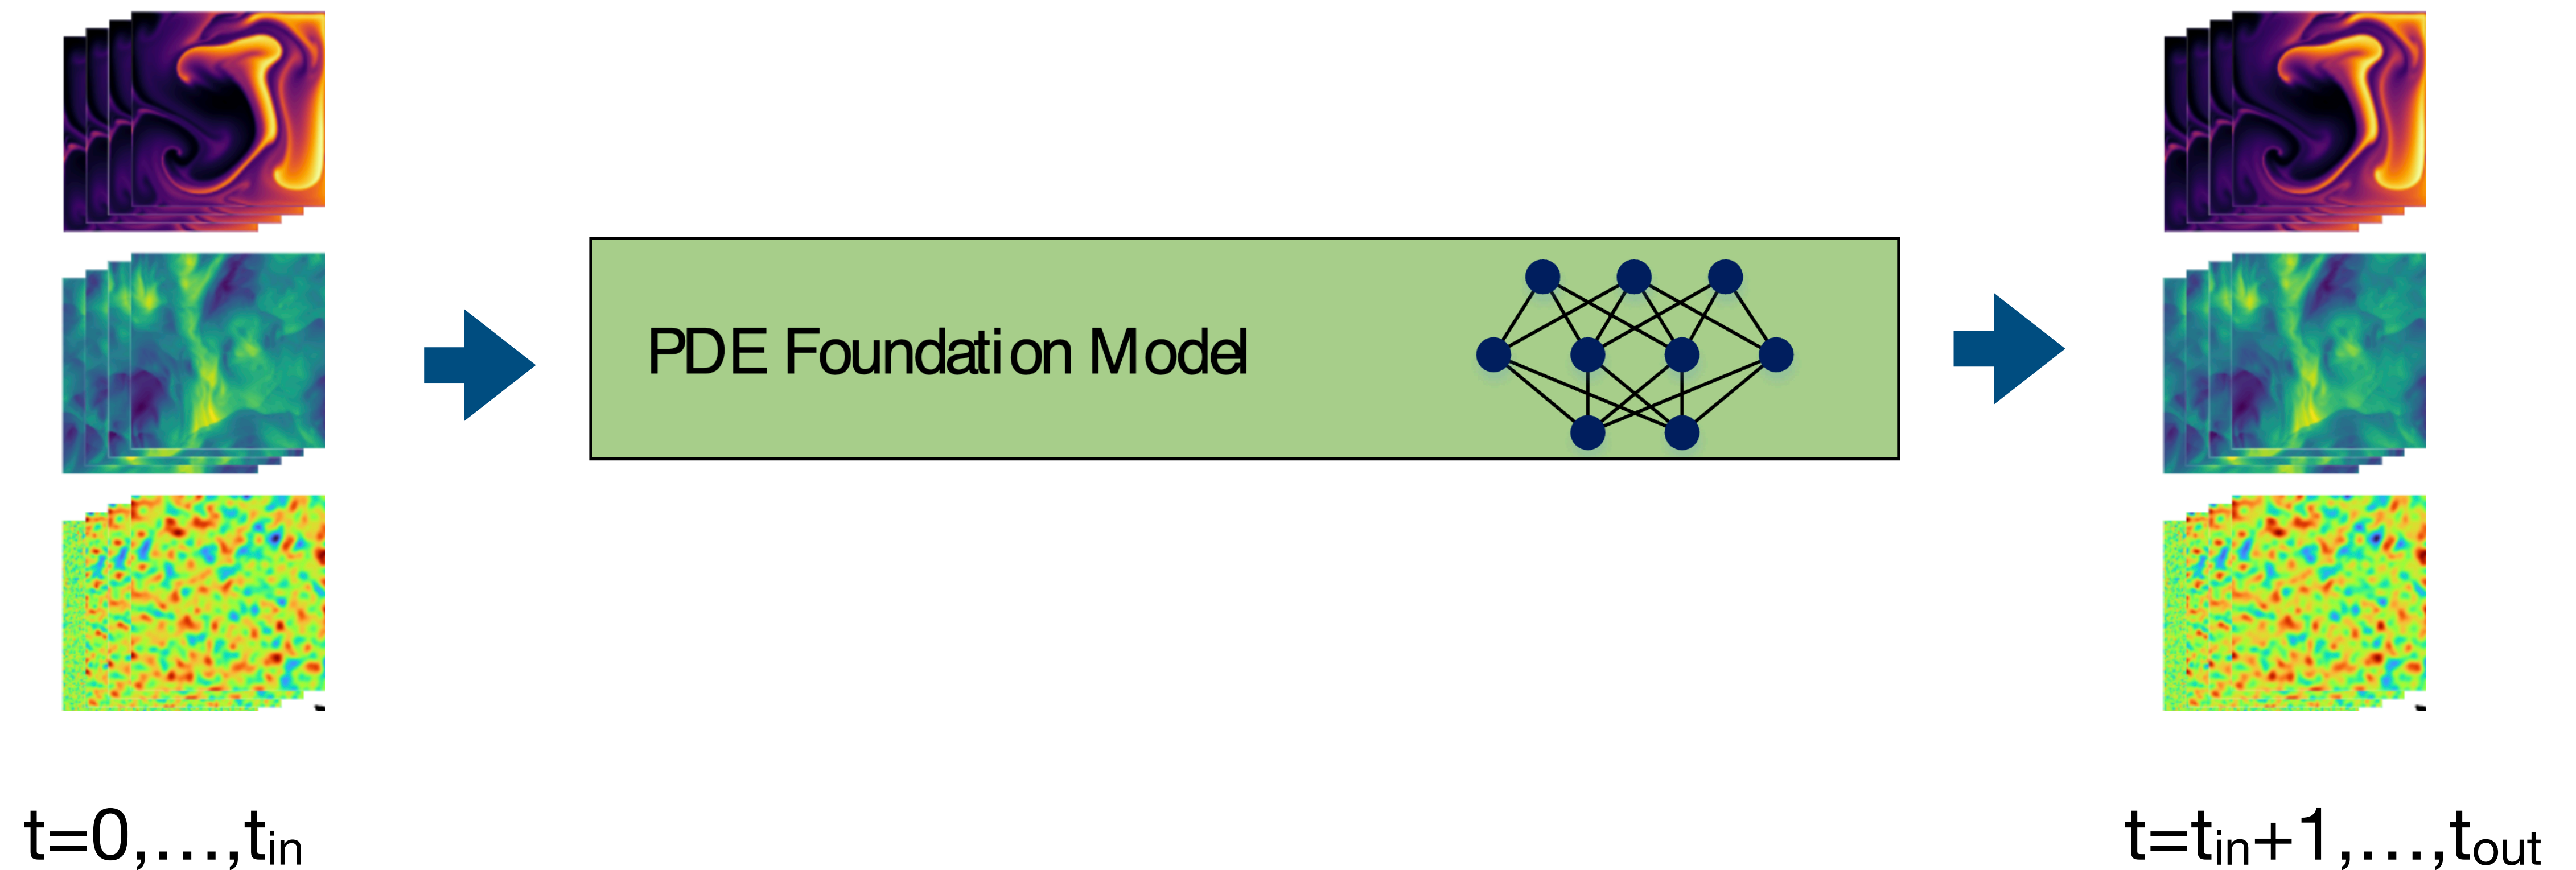 PDE Foundation Model
t=0,...,tin
t=tin+1,...,tout